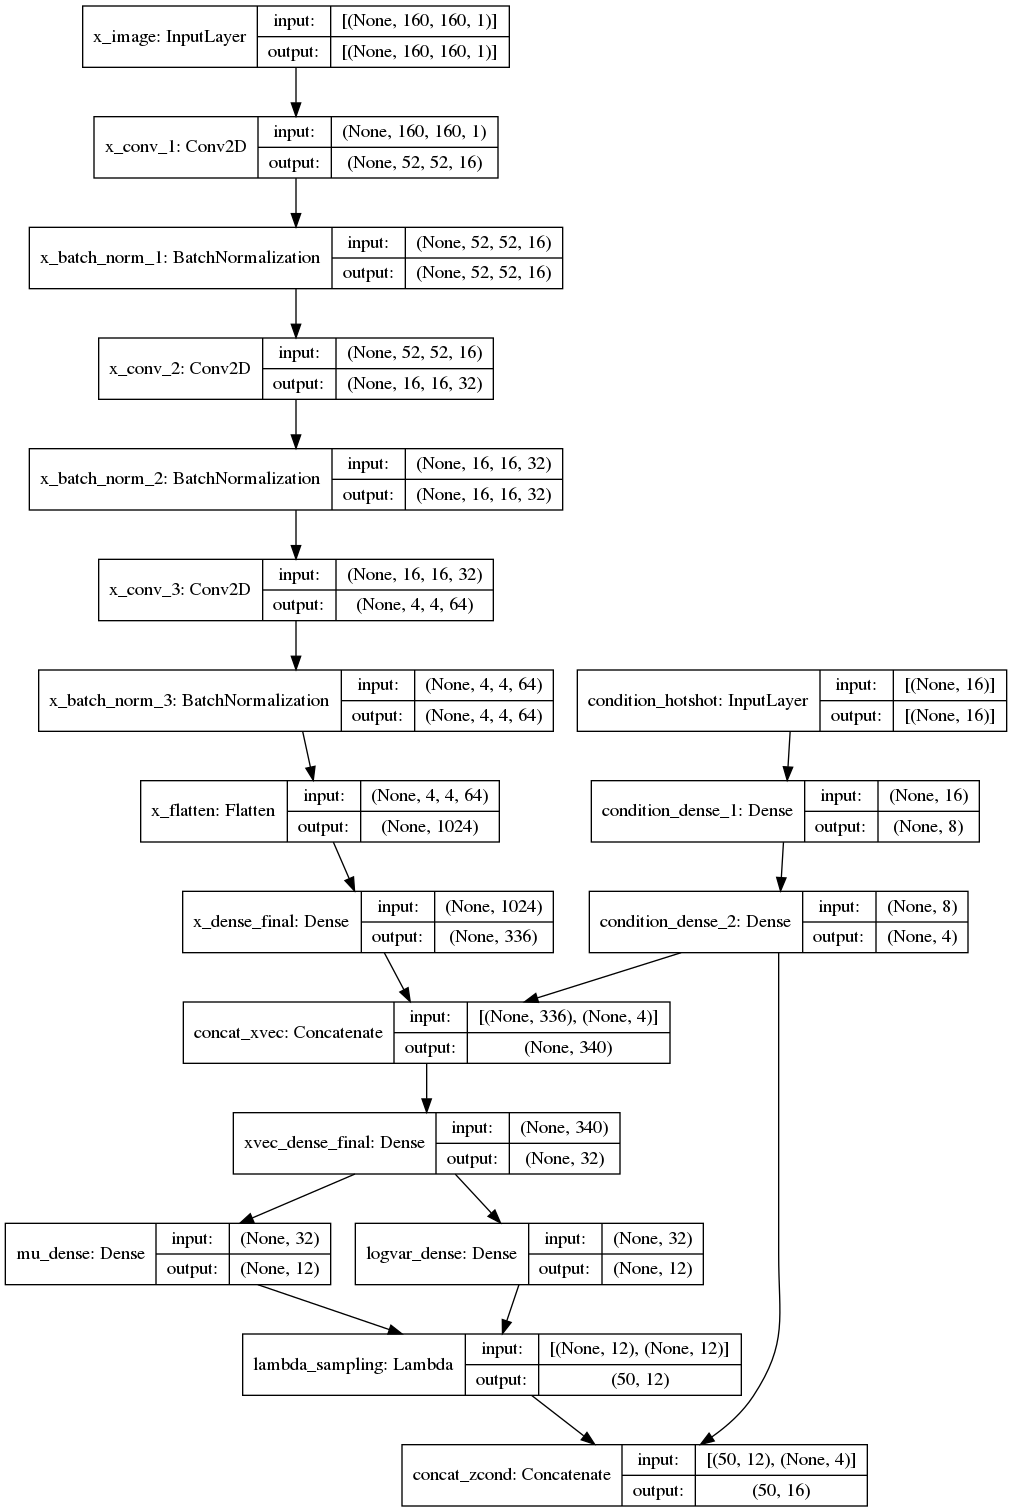 x_image: InputLayer
input: [(None, 160, 160, 1)]
output: [(None, 160, 160, 1)]
x_conv_1: Conv2D
input: (None, 160, 160, 1)
output: (None, 52, 52, 16)
x_batch_norm_1: BatchNormalization
input: (None, 52, 52, 16)
output: (None, 52, 52, 16)
x_conv_2: Conv2D
input: (None, 52, 52, 16)
output: (None, 16, 16, 32)
x_batch_norm_2: BatchNormalization
input: (None, 16, 16, 32)
output: (None, 16, 16, 32)
x_conv_3: Conv2D
input: (None, 16, 16, 32)
output: (None, 4, 4, 64)
x_batch_norm_3: BatchNormalization
input: (None, 4, 4, 64)
output: (None, 4, 4, 64)
condition_hotshot: InputLayer
input: [(None, 16)]
output: [(None, 16)]
x_flatten: Flatten
input: (None, 4, 4, 64)
output: (None, 1024)
condition_dense_1: Dense
input: (None, 16)
output: (None, 8)
x_dense_final: Dense
input: (None, 1024)
output: (None, 336)
condition_dense_2: Dense
input: (None, 8)
output: (None, 4)
concat_xvec: Concatenate
input: [(None, 336), (None, 4)]
output: (None, 340)
xvec_dense_final: Dense
input: (None, 340)
output: (None, 32)
mu_dense: Dense
input: (None, 32)
output: (None, 12)
logvar_dense: Dense
input: (None, 32)
output: (None, 12)
lambda_sampling: Lambda
input: [(None, 12), (None, 12)]
output: (50, 12)
concat_zcond: Concatenate
input: [(50, 12), (None, 4)]
output: (50, 16)